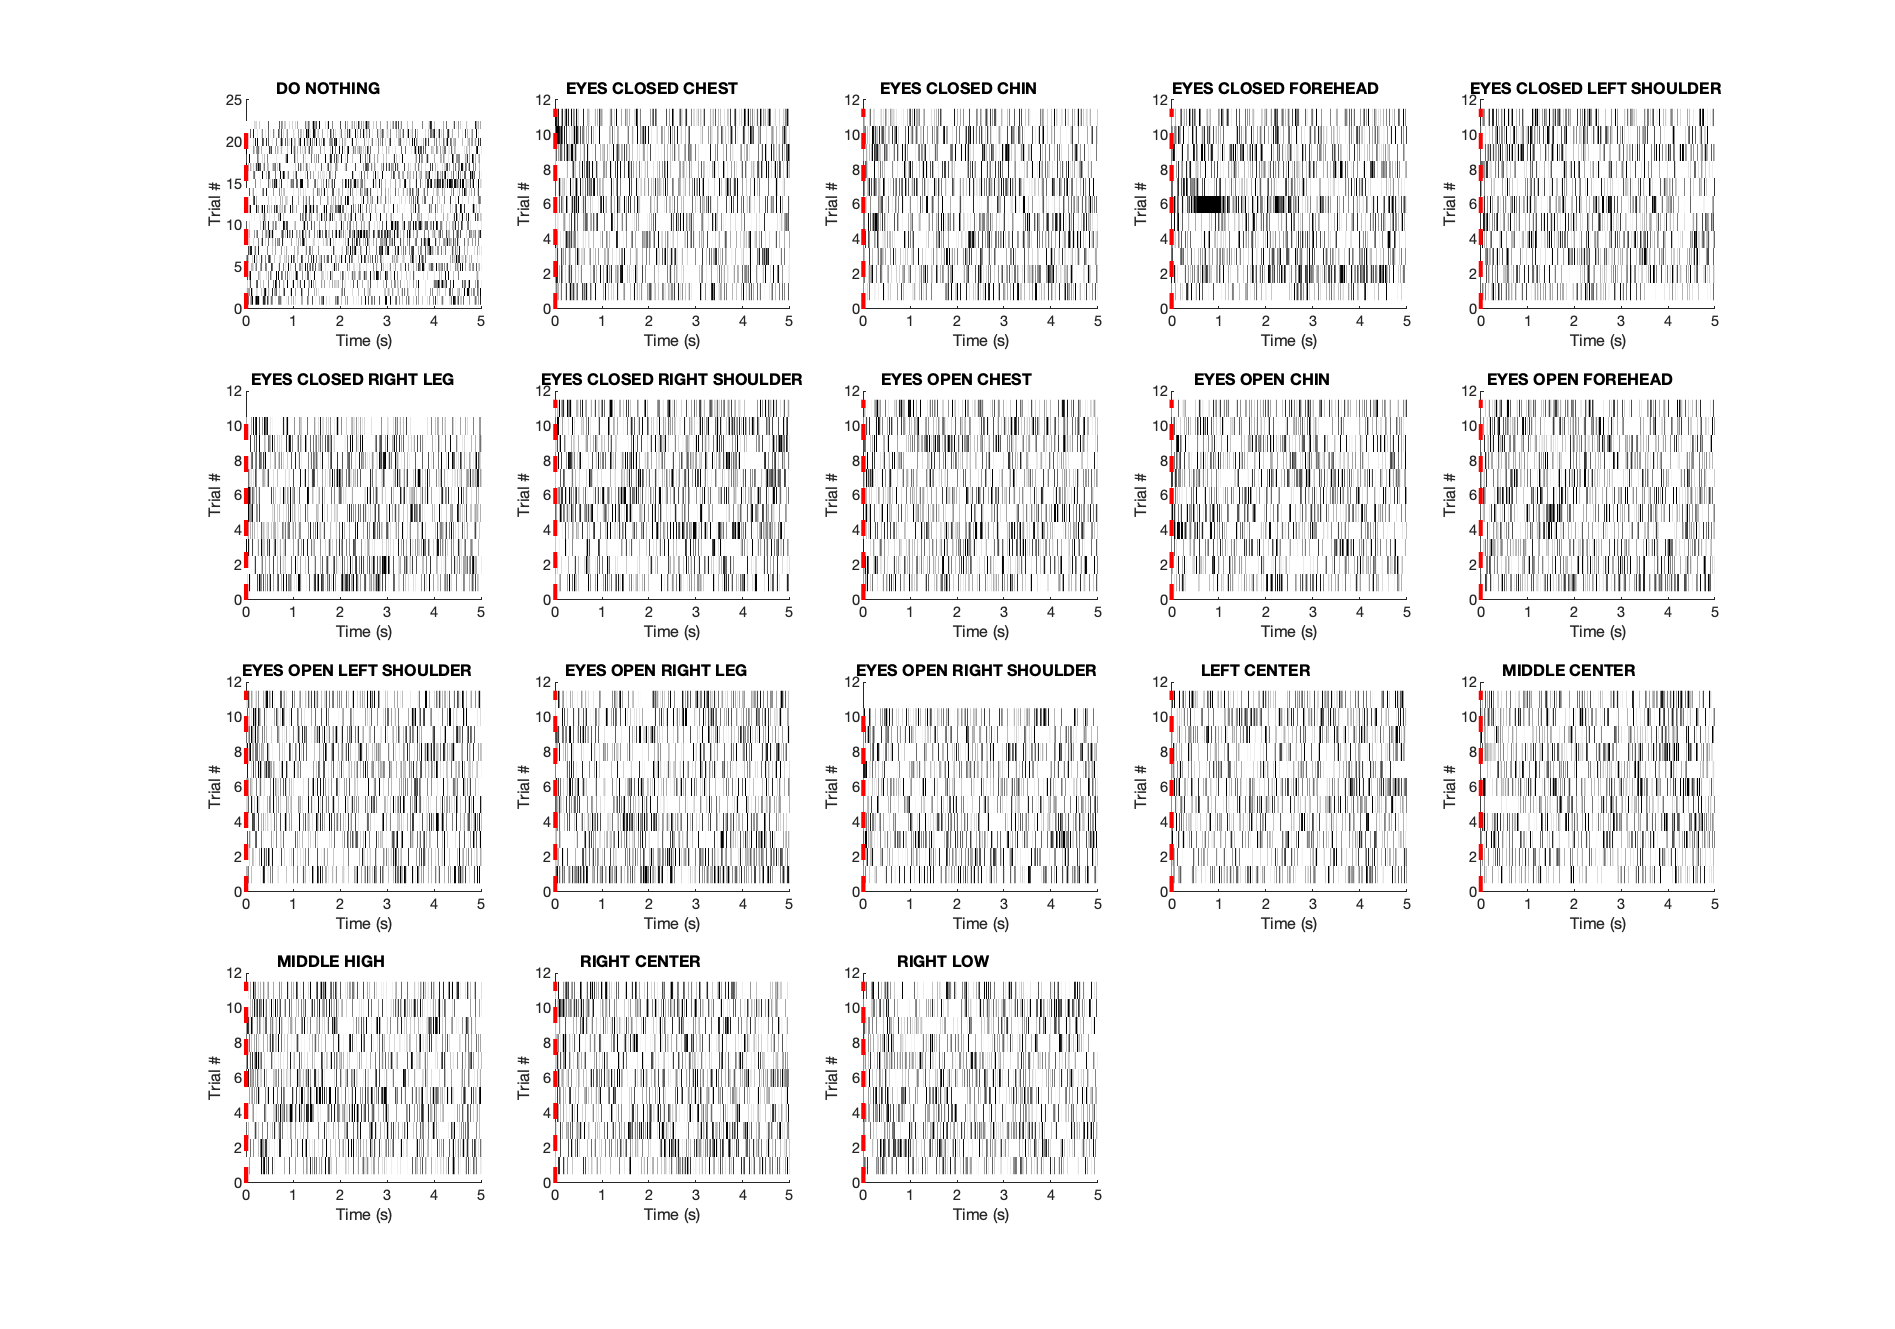 DO NOTHING
25
20
15
10
5
0
Trial #
0 1 2 3 4 5
Time (s)
EYES CLOSED CHEST
12
10
8
6
4
2
0
Trial #
0 1 2 3 4 5
Time (s)
EYES CLOSED CHIN
12
10
8
6
4
2
0
Trial #
0 1 2 3 4 5
Time (s)
EYES CLOSED FOREHEAD
12
10
8
6
4
2
0
Trial #
0 1 2 3 4 5
Time (s)
EYES CLOSED LEFT SHOULDER
12
10
8
6
4
2
0
Trial #
0 1 2 3 4 5
Time (s)
EYES CLOSED RIGHT LEG
12
10
8
6
4
2
0
Trial #
0 1 2 3 4 5
Time (s)
EYES CLOSED RIGHT SHOULDER
12
10
8
6
4
2
0
Trial #
0 1 2 3 4 5
Time (s)
EYES OPEN CHEST
12
10
8
6
4
2
0
Trial #
0 1 2 3 4 5
Time (s)
EYES OPEN CHIN
12
10
8
6
4
2
0
Trial #
0 1 2 3 4 5
Time (s)
EYES OPEN FOREHEAD
12
10
8
6
4
2
0
Trial #
0 1 2 3 4 5
Time (s)
EYES OPEN LEFT SHOULDER
12
10
8
6
4
2
0
Trial #
0 1 2 3 4 5
Time (s)
EYES OPEN RIGHT LEG
12
10
8
6
4
2
0
Trial #
0 1 2 3 4 5
Time (s)
EYES OPEN RIGHT SHOULDER
12
10
8
6
4
2
0
Trial #
0 1 2 3 4 5
Time (s)
LEFT CENTER
12
10
8
6
4
2
0
Trial #
0 1 2 3 4 5
Time (s)
MIDDLE CENTER
12
10
8
6
4
2
0
Trial #
0 1 2 3 4 5
Time (s)
MIDDLE HIGH
12
10
8
6
4
2
0
Trial #
0 1 2 3 4 5
Time (s)
RIGHT CENTER
12
10
8
6
4
2
0
Trial #
0 1 2 3 4 5
Time (s)
RIGHT LOW
12
10
8
6
4
2
0
Trial #
0 1 2 3 4 5
Time (s)